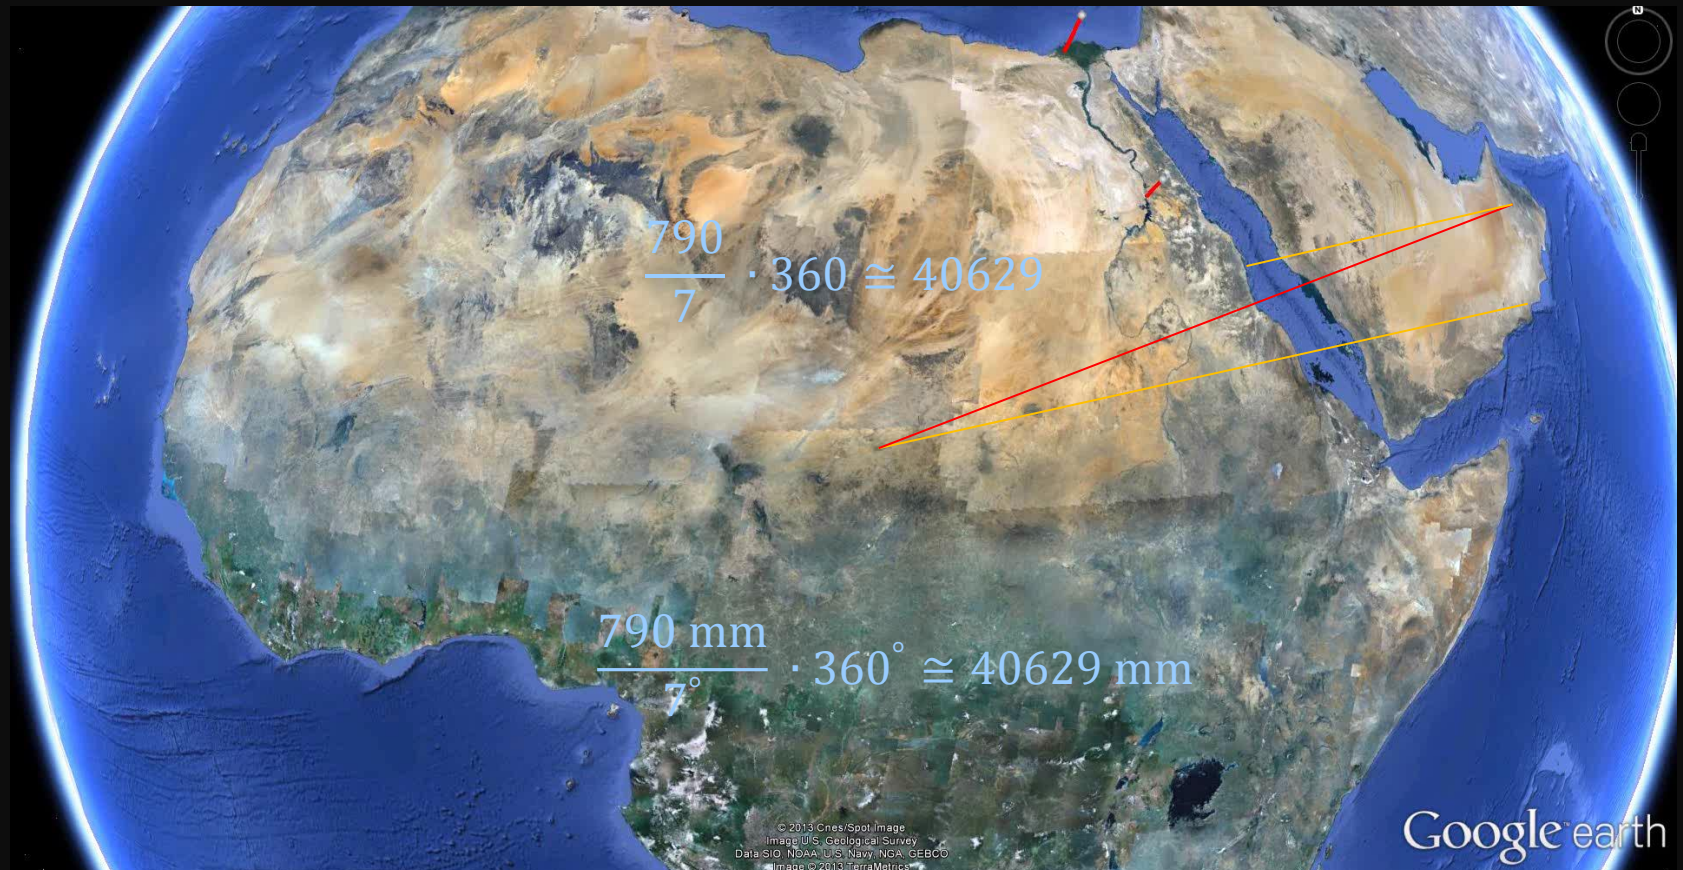 N
790
7
· 360 ≅ 40629
790 mm
7°
· 360° ≅ 40629 mm
© 2013 Cnes/Spot Image
Image U.S. Geological Survey
Data SIO, NOAA, U.S. Navy, NGA, GEBCO
Image © 2013 TerraMetrics
Google earth